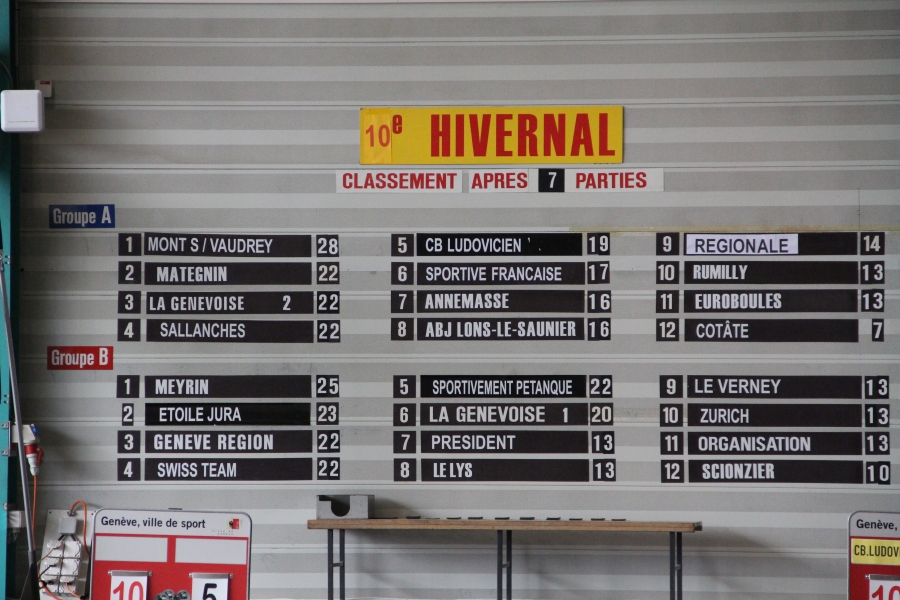 10e HIVERNAL
CLASSEMENT APRES 7 PARTIES
Groupe A
1 MONT S / VAUDREY 28
2 MATEGNIN 22
3 LA GENEVOISE 2 22
4 SALLANCHES 22
5 CB LUDOVICIEN 19
6 SPORTIVE FRANCAISE 17
7 ANNEMASSE 16
8 ABJ LONS-LE-SAUNIER 16
9 REGIONALE 14
10 RUMILLY 13
11 EUROBOULES 13
12 COTÂTE 7
Groupe B
1 MEYRIN 25
2 ETOILE JURA 23
3 GENEVE REGION 22
4 SWISS TEAM 22
5 SPORTIVEMENT PETANQUE 22
6 LA GENEVOISE 1 20
7 PRESIDENT 13
8 LE LYS 13
9 LE VERNEY 13
10 ZURICH 13
11 ORGANISATION 13
12 SCIONZIER 10
Genève, ville de sport
10 5
Genève,
CB.LUDOV
10